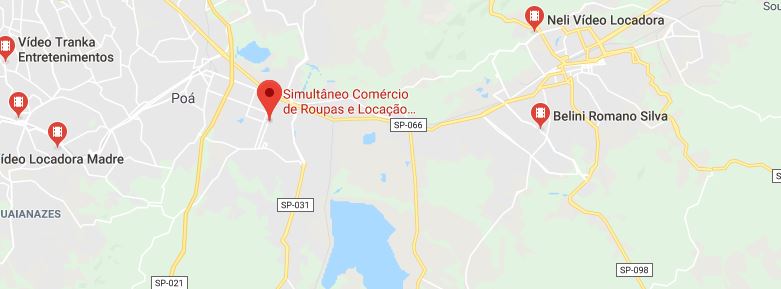 Sou
Neli Vídeo Locadora
Vídeo Tranka
Entretenimentos
Simultâneo Comércio
de Roupas e Locação...
Poá
Belini Romano Silva
SP-066
ídeo Locadora Madre
SP-031
UAIANAZES
SP-098
SP-021